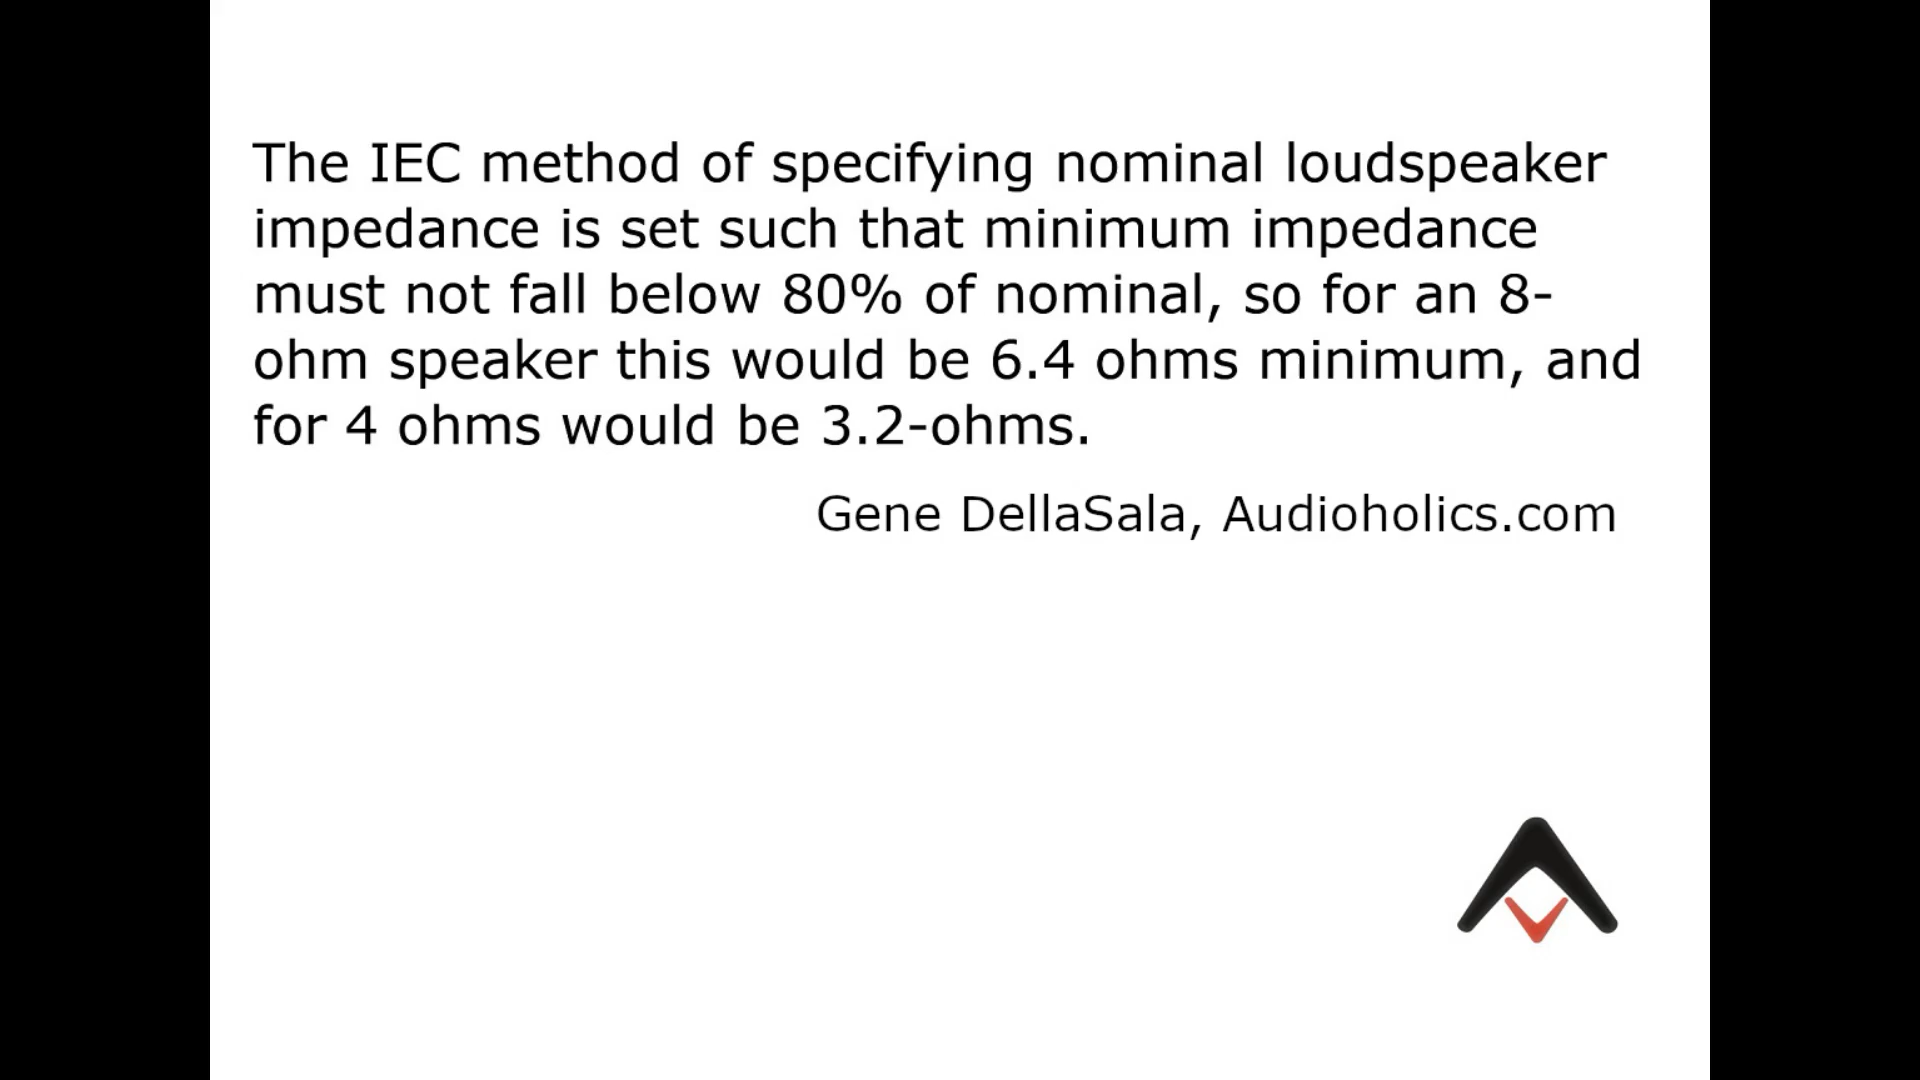 The IEC method of specifying nominal loudspeaker
impedance is set such that minimum impedance
must not fall below 80% of nominal, so for an 8-
ohm speaker this would be 6.4 ohms minimum, and
for 4 ohms would be 3.2-ohms.
Gene DellaSala, Audioholics.com